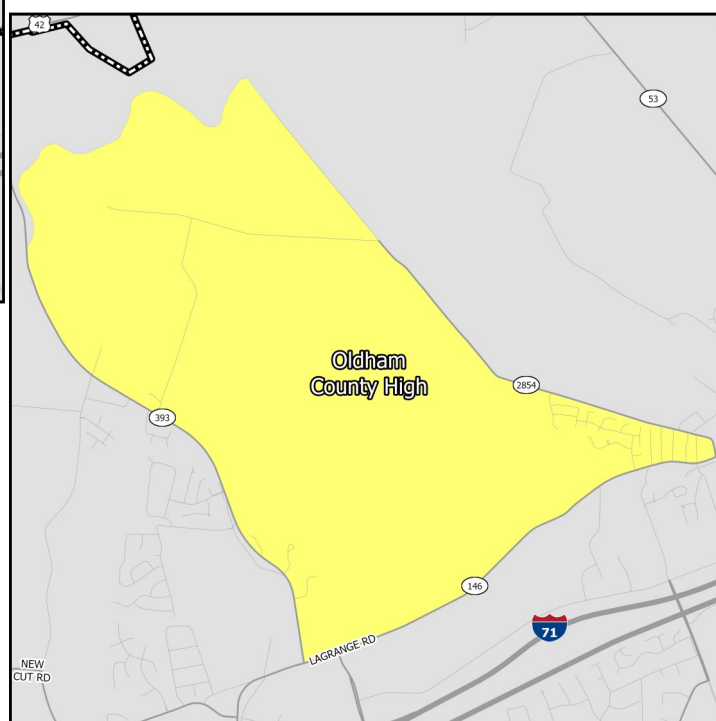 42
53
Oldham
County High
2854
393
146
71
LAGRANGE RD
NEW
CUT RD